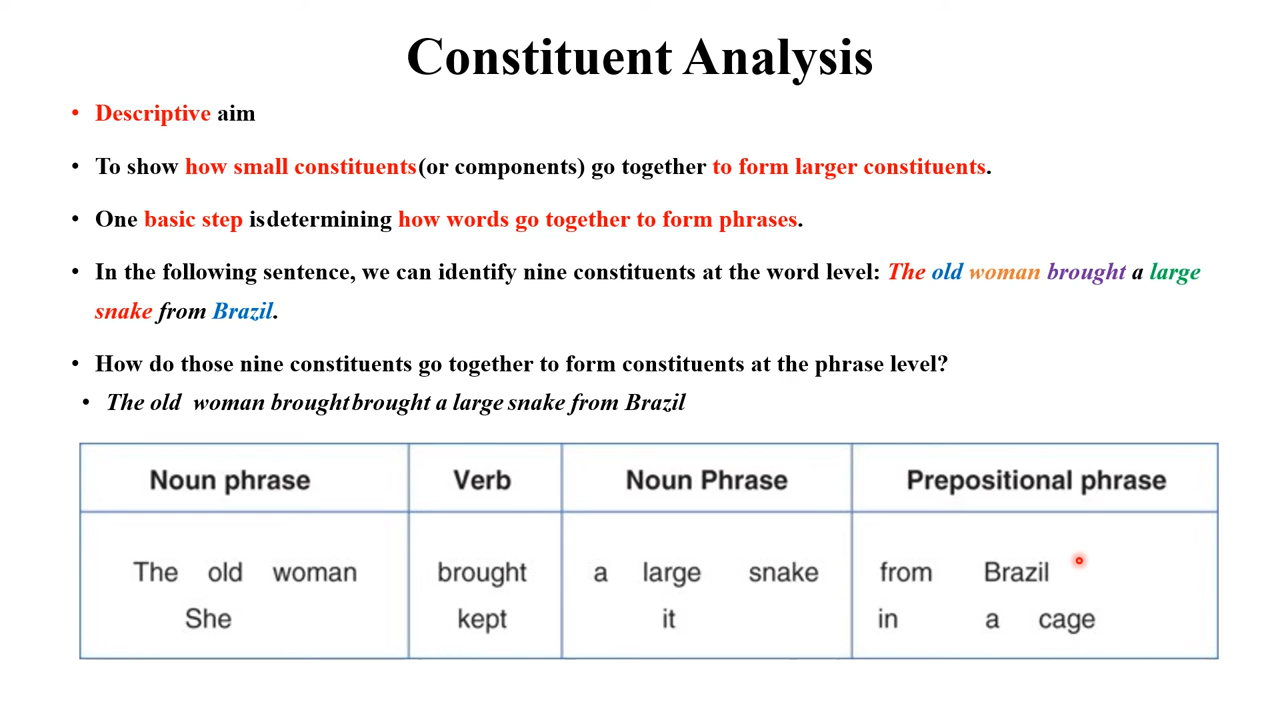 Constituent Analysis
• Descriptive aim
• To show how small constituents(or components) go together to form larger constituents.
• One basic step isdetermining how words go together to form phrases.
• In the following sentence, we can identify nine constituents at the word level: The old woman brought a large
snake from Brazil.
• How do those nine constituents go together to form constituents at the phrase level?
• The old woman broughtbrought a large snake from Brazil
Noun phrase Verb Noun Phrase Prepositional phrase
The old woman brought a large snake from Brazil
She kept it in a cage